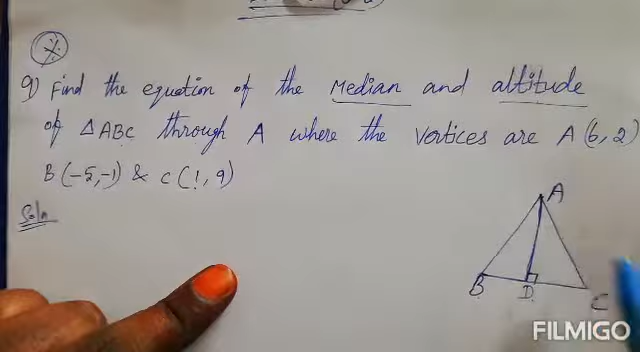 9) Find the equation of the Median and altitude
of △ABC through A where the vertices are A (6, 2)
B (-5,-1) & C (1, 9)
Soln
A
B
D
C
FILMIGO